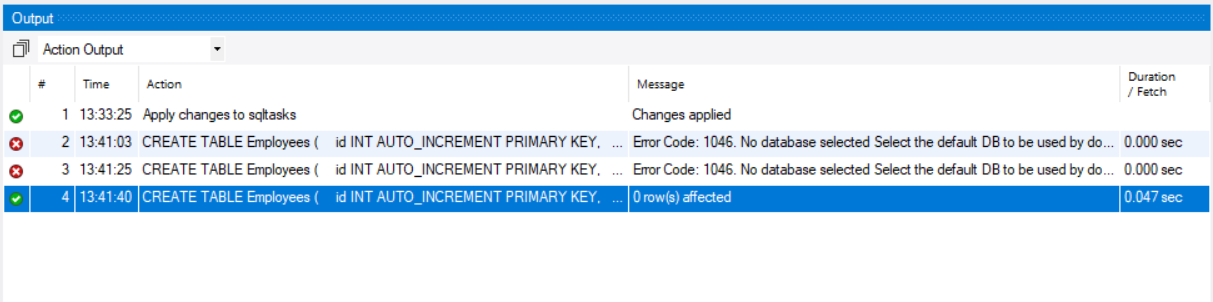 Output
Action Output
# Time Action Message Duration / Fetch
1 13:33:25 Apply changes to sqltasks Changes applied
2 13:41:03 CREATE TABLE Employees ( id INT AUTO_INCREMENT PRIMARY KEY, ... Error Code: 1046. No database selected Select the default DB to be used by do... 0.000 sec
3 13:41:25 CREATE TABLE Employees ( id INT AUTO_INCREMENT PRIMARY KEY, ... Error Code: 1046. No database selected Select the default DB to be used by do... 0.000 sec
4 13:41:40 CREATE TABLE Employees ( id INT AUTO_INCREMENT PRIMARY KEY, ... 0 row(s) affected 0.047 sec